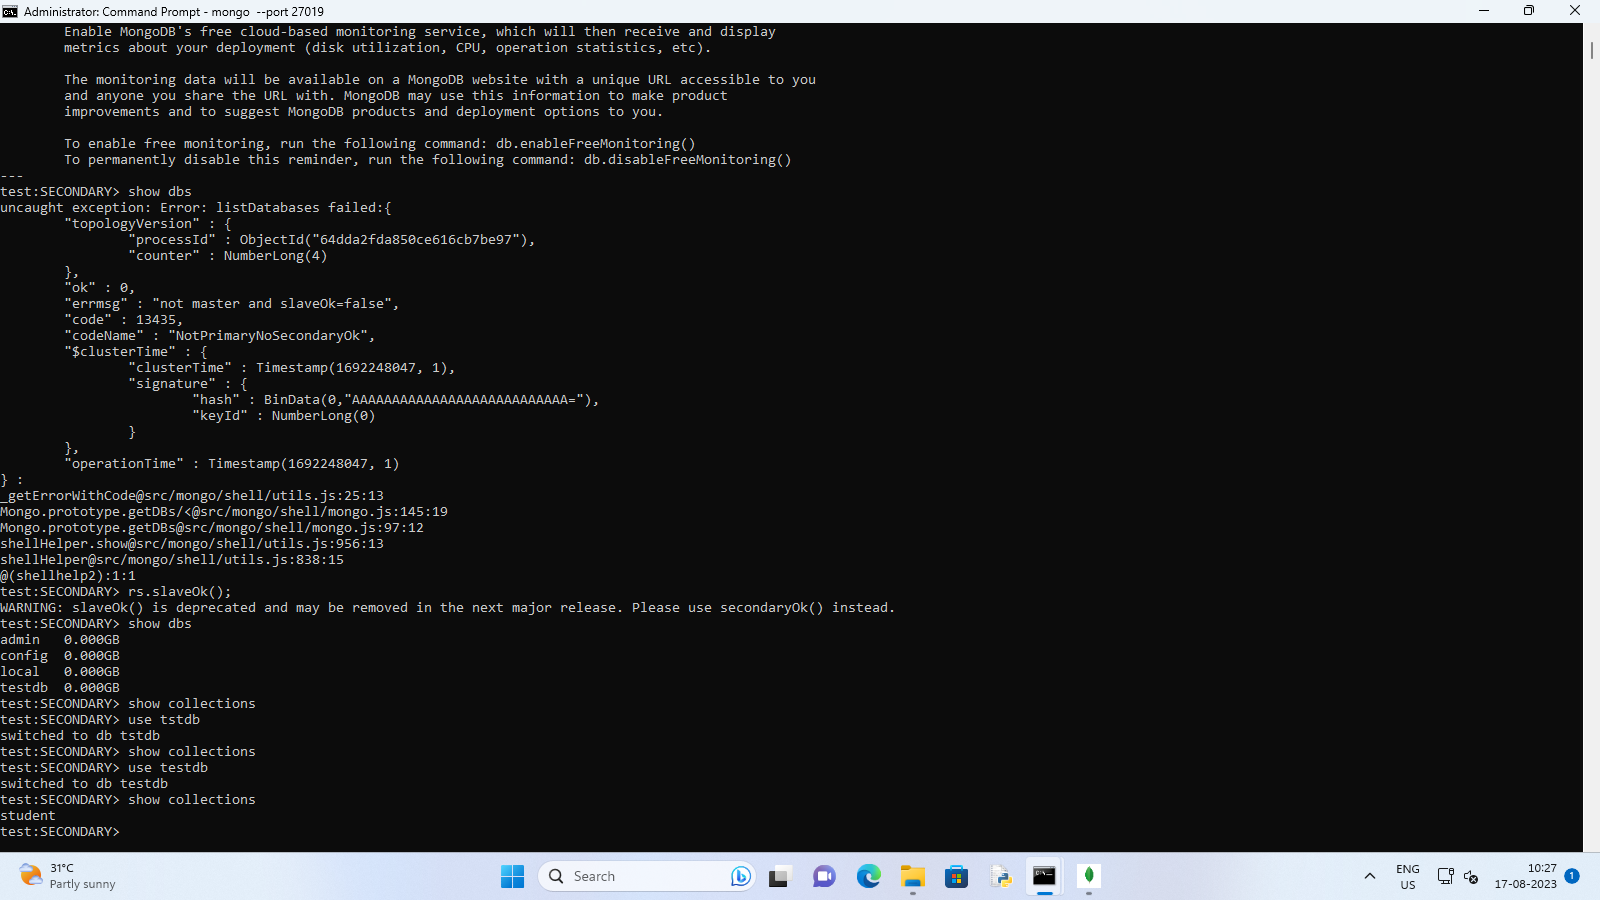 Administrator: Command Prompt - mongo  --port 27019
Enable MongoDB's free cloud-based monitoring service, which will then receive and display
metrics about your deployment (disk utilization, CPU, operation statistics, etc).
The monitoring data will be available on a MongoDB website with a unique URL accessible to you
and anyone you share the URL with. MongoDB may use this information to make product
improvements and to suggest MongoDB products and deployment options to you.
To enable free monitoring, run the following command: db.enableFreeMonitoring()
To permanently disable this reminder, run the following command: db.disableFreeMonitoring()
---
test:SECONDARY> show dbs
uncaught exception: Error: listDatabases failed:{
"topologyVersion" : {
"processId" : ObjectId("64dda2fda850ce616cb7be97"),
"counter" : NumberLong(4)
},
"ok" : 0,
"errmsg" : "not master and slaveOk=false",
"code" : 13435,
"codeName" : "NotPrimaryNoSecondaryOk",
"$clusterTime" : {
"clusterTime" : Timestamp(1692248047, 1),
"signature" : {
"hash" : BinData(0,"AAAAAAAAAAAAAAAAAAAAAAAAAAA="),
"keyId" : NumberLong(0)
}
},
"operationTime" : Timestamp(1692248047, 1)
} :
_getErrorWithCode@src/mongo/shell/utils.js:25:13
Mongo.prototype.getDBs/<@src/mongo/shell/mongo.js:145:19
Mongo.prototype.getDBs@src/mongo/shell/mongo.js:97:12
shellHelper.show@src/mongo/shell/utils.js:956:13
shellHelper@src/mongo/shell/utils.js:838:15
@(shellhelp2):1:1
test:SECONDARY> rs.slaveOk();
WARNING: slaveOk() is deprecated and may be removed in the next major release. Please use secondaryOk() instead.
test:SECONDARY> show dbs
admin   0.000GB
config  0.000GB
local   0.000GB
testdb  0.000GB
test:SECONDARY> show collections
test:SECONDARY> use tstdb
switched to db tstdb
test:SECONDARY> show collections
test:SECONDARY> use testdb
switched to db testdb
test:SECONDARY> show collections
student
test:SECONDARY>
31°C
Partly sunny
Search
ENG
US
10:27
17-08-2023
1